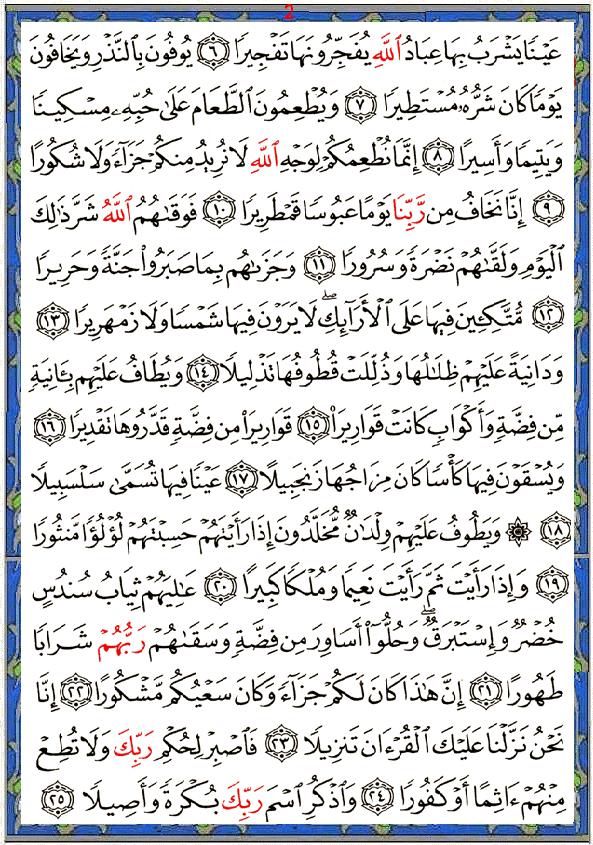 2
عَيْنًا يَشْرَبُ بِهَا عِبَادُ ٱللَّهِ يُفَجِّرُونَهَا تَفْجِيرًا ٦ يُوفُونَ بِٱلنَّذْرِ وَيَخَافُونَ
يَوْمًا كَانَ شَرُّهُۥ مُسْتَطِيرًا ٧ وَيُطْعِمُونَ ٱلطَّعَامَ عَلَىٰ حُبِّهِۦ مِسْكِينًا
وَيَتِيمًا وَأَسِيرًا ٨ إِنَّمَا نُطْعِمُكُمْ لِوَجْهِ ٱللَّهِ لَا نُرِيدُ مِنكُمْ جَزَآءً وَلَا شُكُورًا
٩ إِنَّا نَخَافُ مِن رَّبِّنَا يَوْمًا عَبُوسًا قَمْطَرِيرًا ١٠ فَوَقَىٰهُمُ ٱللَّهُ شَرَّ ذَٰلِكَ
ٱلْيَوْمِ وَلَقَّىٰهُمْ نَضْرَةً وَسُرُورًا ١١ وَجَزَىٰهُم بِمَا صَبَرُوا۟ جَنَّةً وَحَرِيرًا
١٢ مُّتَّكِـِٔينَ فِيهَا عَلَى ٱلْأَرَآئِكِ ۖ لَا يَرَوْنَ فِيهَا شَمْسًا وَلَا زَمْهَرِيرًا ١٣
وَدَانِيَةً عَلَيْهِمْ ظِلَٰلُهَا وَذُلِّلَتْ قُطُوفُهَا تَذْلِيلًا ١٤ وَيُطَافُ عَلَيْهِم بِـَٔانِيَةٍ
مِّن فِضَّةٍ وَأَكْوَابٍ كَانَتْ قَوَارِيرَا۠ ١٥ قَوَارِيرَا۟ مِن فِضَّةٍ قَدَّرُوهَا تَقْدِيرًا ١٦
وَيُسْقَوْنَ فِيهَا كَأْسًا كَانَ مِزَاجُهَا زَنجَبِيلًا ١٧ عَيْنًا فِيهَا تُسَمَّىٰ سَلْسَبِيلًا
١٨ ۞ وَيَطُوفُ عَلَيْهِمْ وِلْدَٰنٌ مُّخَلَّدُونَ إِذَا رَأَيْتَهُمْ حَسِبْتَهُمْ لُؤْلُؤًا مَّنثُورًا
١٩ وَإِذَا رَأَيْتَ ثَمَّ رَأَيْتَ نَعِيمًا وَمُلْكًا كَبِيرًا ٢٠ عَٰلِيَهُمْ ثِيَابُ سُندُسٍ
خُضْرٌ وَإِسْتَبْرَقٌ ۖ وَحُلُّوٓا۟ أَسَاوِرَ مِن فِضَّةٍ وَسَقَىٰهُمْ رَبُّهُمْ شَرَابًا
طَهُورًا ٢١ إِنَّ هَٰذَا كَانَ لَكُمْ جَزَآءً وَكَانَ سَعْيُكُم مَّشْكُورًا ٢٢ إِنَّا
نَحْنُ نَزَّلْنَا عَلَيْكَ ٱلْقُرْءَانَ تَنزِيلًا ٢٣ فَٱصْبِرْ لِحُكْمِ رَبِّكَ وَلَا تُطِعْ
مِنْهُمْ ءَاثِمًا أَوْ كَفُورًا ٢٤ وَٱذْكُرِ ٱسْمَ رَبِّكَ بُكْرَةً وَأَصِيلًا ٢٥